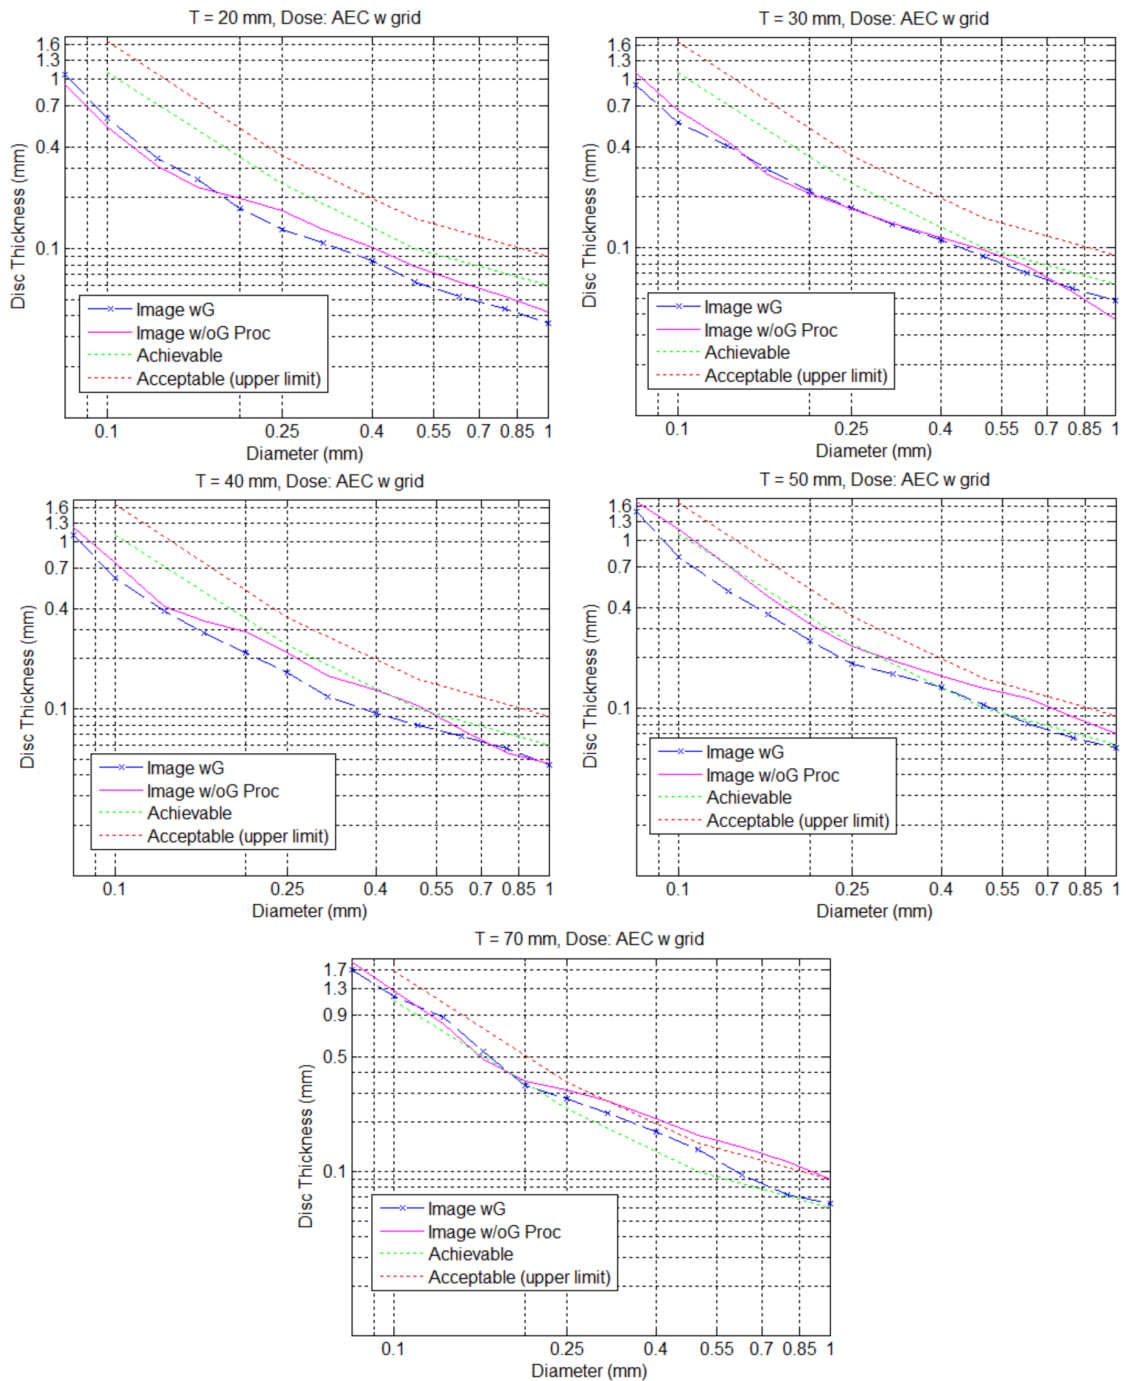 T = 20 mm, Dose: AEC w grid
1.6
1.3
1
0.7
0.4
0.1
Disc Thickness (mm)
Image wG
Image w/oG Proc
Achievable
Acceptable (upper limit)
0.1 0.25 0.4 0.55 0.7 0.85 1
Diameter (mm)
T = 30 mm, Dose: AEC w grid
1.6
1.3
1
0.7
0.4
0.1
Disc Thickness (mm)
Image wG
Image w/oG Proc
Achievable
Acceptable (upper limit)
0.1 0.25 0.4 0.55 0.7 0.85 1
Diameter (mm)
T = 40 mm, Dose: AEC w grid
1.6
1.3
1
0.7
0.4
0.1
Disc Thickness (mm)
Image wG
Image w/oG Proc
Achievable
Acceptable (upper limit)
0.1 0.25 0.4 0.55 0.7 0.85 1
Diameter (mm)
T = 50 mm, Dose: AEC w grid
1.6
1.3
1
0.7
0.4
0.1
Disc Thickness (mm)
Image wG
Image w/oG Proc
Achievable
Acceptable (upper limit)
0.1 0.25 0.4 0.55 0.7 0.85 1
Diameter (mm)
T = 70 mm, Dose: AEC w grid
1.7
1.3
0.9
0.5
0.1
Disc Thickness (mm)
Image wG
Image w/oG Proc
Achievable
Acceptable (upper limit)
0.1 0.25 0.4 0.55 0.7 0.85 1
Diameter (mm)